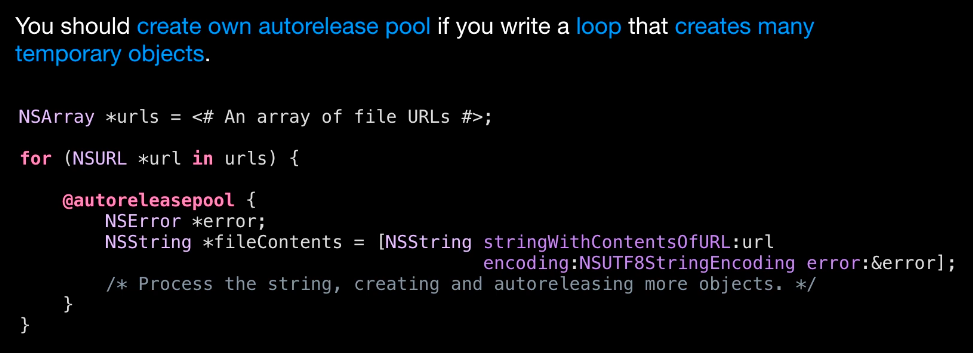 You should create own autorelease pool if you write a loop that creates many
temporary objects.
NSArray *urls = <# An array of file URLs #>;
for (NSURL *url in urls) {
@autoreleasepool {
NSError *error;
NSString *fileContents = [NSString stringWithContentsOfURL:url
encoding:NSUTF8StringEncoding error:&error];
/* Process the string, creating and autoreleasing more objects. */
}
}